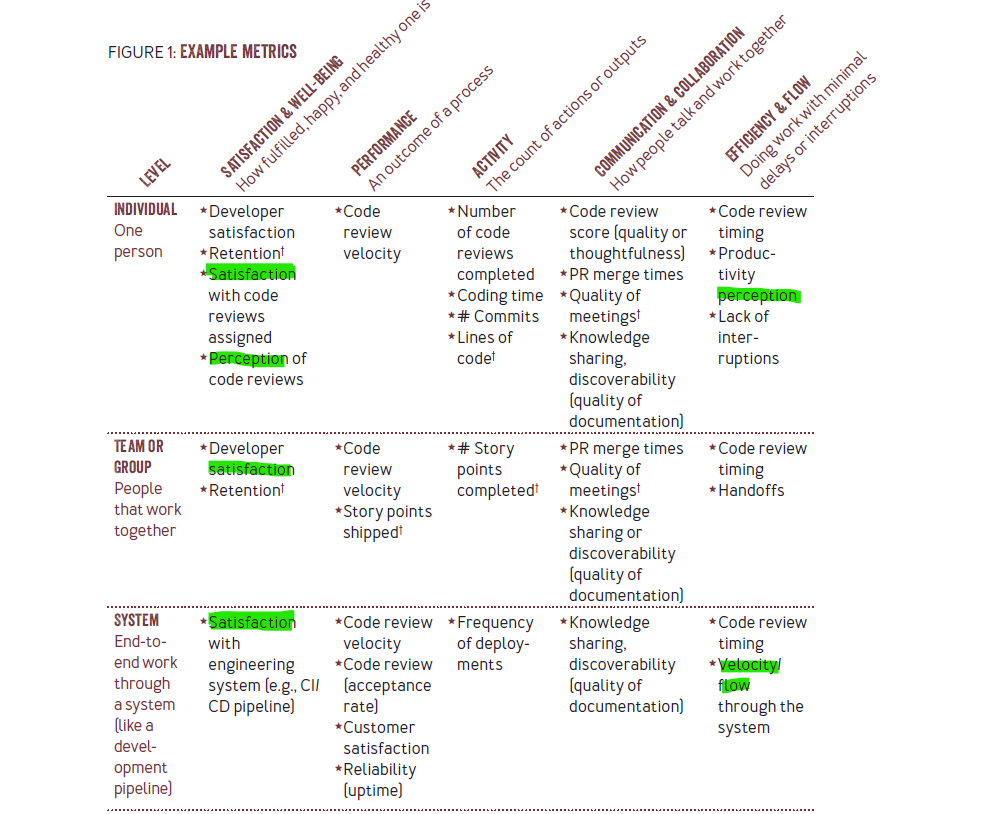 FIGURE 1: EXAMPLE METRICS
LEVEL
SATISFACTION & WELL-BEING
How fulfilled, happy, and healthy one is
PERFORMANCE
An outcome of a process
ACTIVITY
The count of actions or outputs
COMMUNICATION & COLLABORATION
How people talk and work together
EFFICIENCY & FLOW
Doing work with minimal
delays or interruptions
INDIVIDUAL
One
person
★Developer
satisfaction
★Retention†
★Satisfaction
with code
reviews
assigned
★Perception of
code reviews
★Code
review
velocity
★Number
of code
reviews
completed
★Coding time
★# Commits
★Lines of
code†
★Code review
score (quality or
thoughtfulness)
★PR merge times
★Quality of
meetings†
★Knowledge
sharing,
discoverability
(quality of
documentation)
★Code review
timing
★Produc-
tivity
perception
★Lack of
inter-
ruptions
TEAM OR
GROUP
People
that work
together
★Developer
satisfaction
★Retention†
★Code
review
velocity
★Story points
shipped†
★# Story
points
completed†
★PR merge times
★Quality of
meetings†
★Knowledge
sharing or
discoverability
(quality of
documentation)
★Code review
timing
★Handoffs
SYSTEM
End-to-
end work
through
a system
(like a
devel-
opment
pipeline)
★Satisfaction
with
engineering
system (e.g., CI/
CD pipeline)
★Code review
velocity
★Code review
(acceptance
rate)
★Customer
satisfaction
★Reliability
(uptime)
★Frequency
of deploy-
ments
★Knowledge
sharing,
discoverability
(quality of
documentation)
★Code review
timing
★Velocity/
flow
through the
system